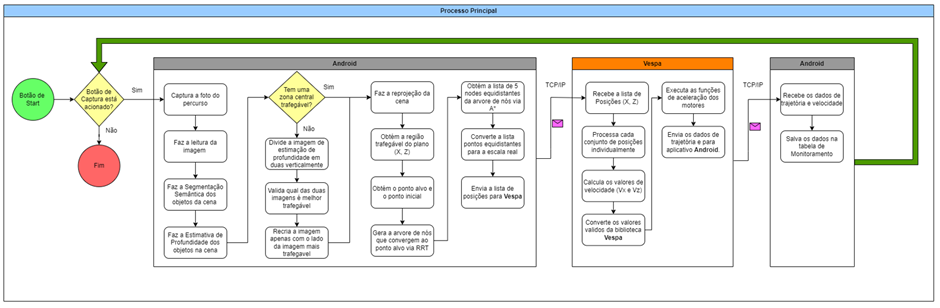 Processo Principal
Botão de
Start
Botão de
Captura está
acionado?
Sim
Não
Fim
Android
Captura a foto do
percurso
Faz a leitura da
imagem
Faz a Segmentação
Semântica dos
objetos da cena
Faz a Estimativa de
Profundidade dos
objetos na cena
Tem uma
zona central
trafegável?
Sim
Não
Divide a imagem de
estimação de
profundidade em
duas verticalmente
Valida qual das duas
imagens é melhor
trafegável
Recria a imagem
apenas com o lado
da imagem mais
trafegavel
Faz a reprojeção da
cena
Obtém a região
trafegável do plano
(X, Z)
Obtém o ponto alvo e
o ponto inicial
Gera a arvore de nós
que convergem ao
ponto alvo via RRT
Obtém a lista de 5
nodes equidistantes
da arvore de nós via
A*
Converte a lista
pontos equidistantes
para a escala real
Envia a lista de
posições para Vespa
TCP/IP
Vespa
Recebe a lista de
Posições (X, Z)
Processa cada
conjunto de posições
individualmente
Calcula os valores de
velocidade (Vx e Vz)
Converte os valores
validos da biblioteca
Vespa
Executa as funções
de aceleração dos
motores
Envia os dados de
trajetória e para
aplicativo Android
TCP/IP
Android
Recebe os dados de
trajetória e velocidade
Salva os dados na
tabela de
Monitoramento